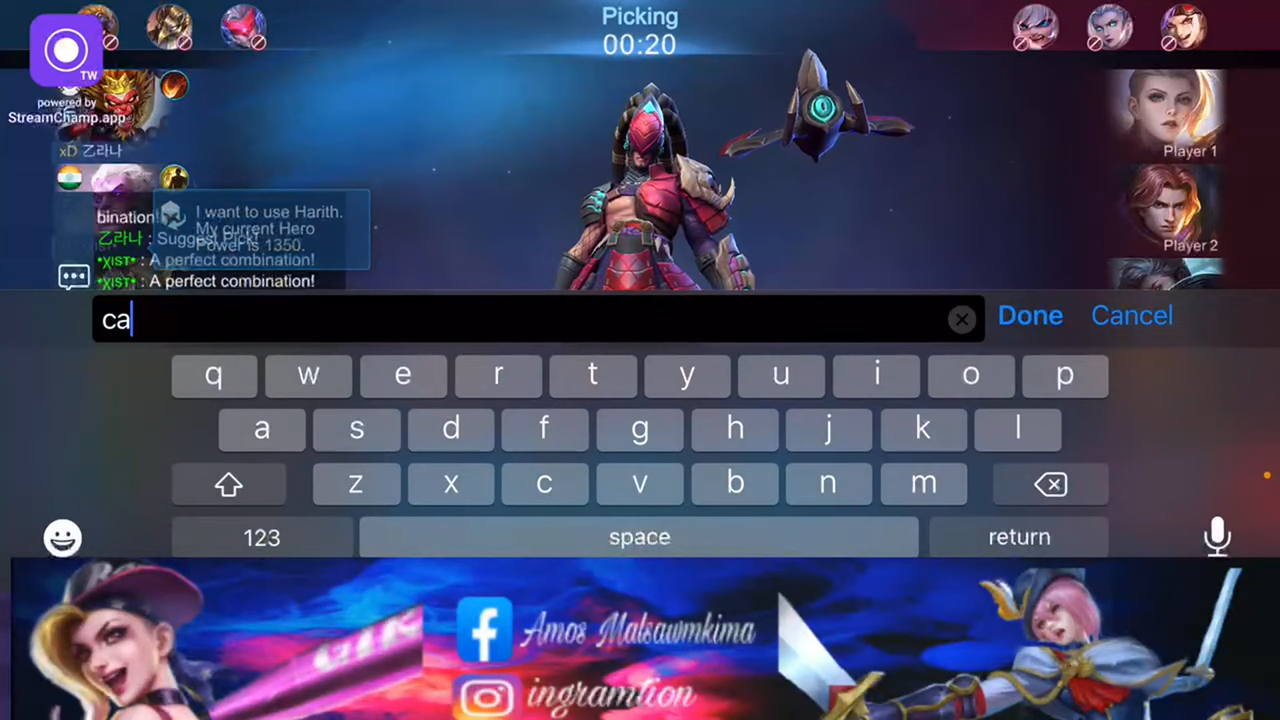 Picking
00:20
TW
powered by
StreamChamp.app
xD 乙라나
Player 1
Player 2
I want to use Harith.
My current Hero
Power is 1350.
bination!
乙라나 : Suggest Pick!
•χIST• : A perfect combination!
•χIST• : A perfect combination!
ca
Done
Cancel
q w e r t y u i o p
a s d f g h j k l
z x c v b n m
123 space return
Amos Malsawmkima
ingramtion